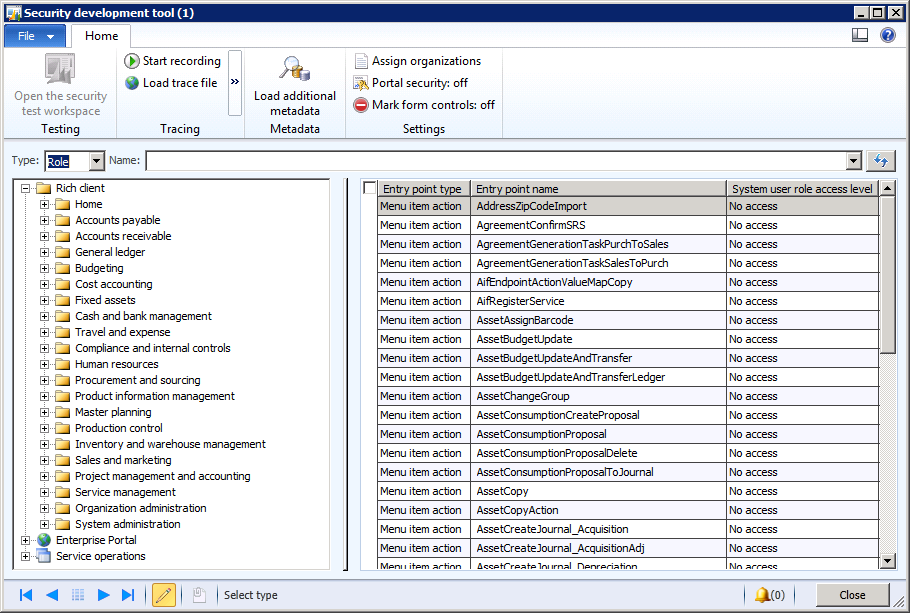 Security development tool (1)
File
Home
Open the security
test workspace
Testing
Start recording
Load trace file
»
Tracing
Load additional
metadata
Metadata
Assign organizations
Portal security: off
Mark form controls: off
Settings
Type: Role Name:
Rich client
Home
Accounts payable
Accounts receivable
General ledger
Budgeting
Cost accounting
Fixed assets
Cash and bank management
Travel and expense
Compliance and internal controls
Human resources
Procurement and sourcing
Product information management
Master planning
Production control
Inventory and warehouse management
Sales and marketing
Project management and accounting
Service management
Organization administration
System administration
Enterprise Portal
Service operations
Entry point type Entry point name System user role access level
Menu item action AddressZipCodeImport No access
Menu item action AgreementConfirmSRS No access
Menu item action AgreementGenerationTaskPurchToSales No access
Menu item action AgreementGenerationTaskSalesToPurch No access
Menu item action AifEndpointActionValueMapCopy No access
Menu item action AifRegisterService No access
Menu item action AssetAssignBarcode No access
Menu item action AssetBudgetUpdate No access
Menu item action AssetBudgetUpdateAndTransfer No access
Menu item action AssetBudgetUpdateAndTransferLedger No access
Menu item action AssetChangeGroup No access
Menu item action AssetConsumptionCreateProposal No access
Menu item action AssetConsumptionProposal No access
Menu item action AssetConsumptionProposalDelete No access
Menu item action AssetConsumptionProposalToJournal No access
Menu item action AssetCopy No access
Menu item action AssetCopyAction No access
Menu item action AssetCreateJournal_Acquisition No access
Menu item action AssetCreateJournal_AcquisitionAdj No access
Menu item action AssetCreateJournal_Depreciation No access
Select type
(0)
Close